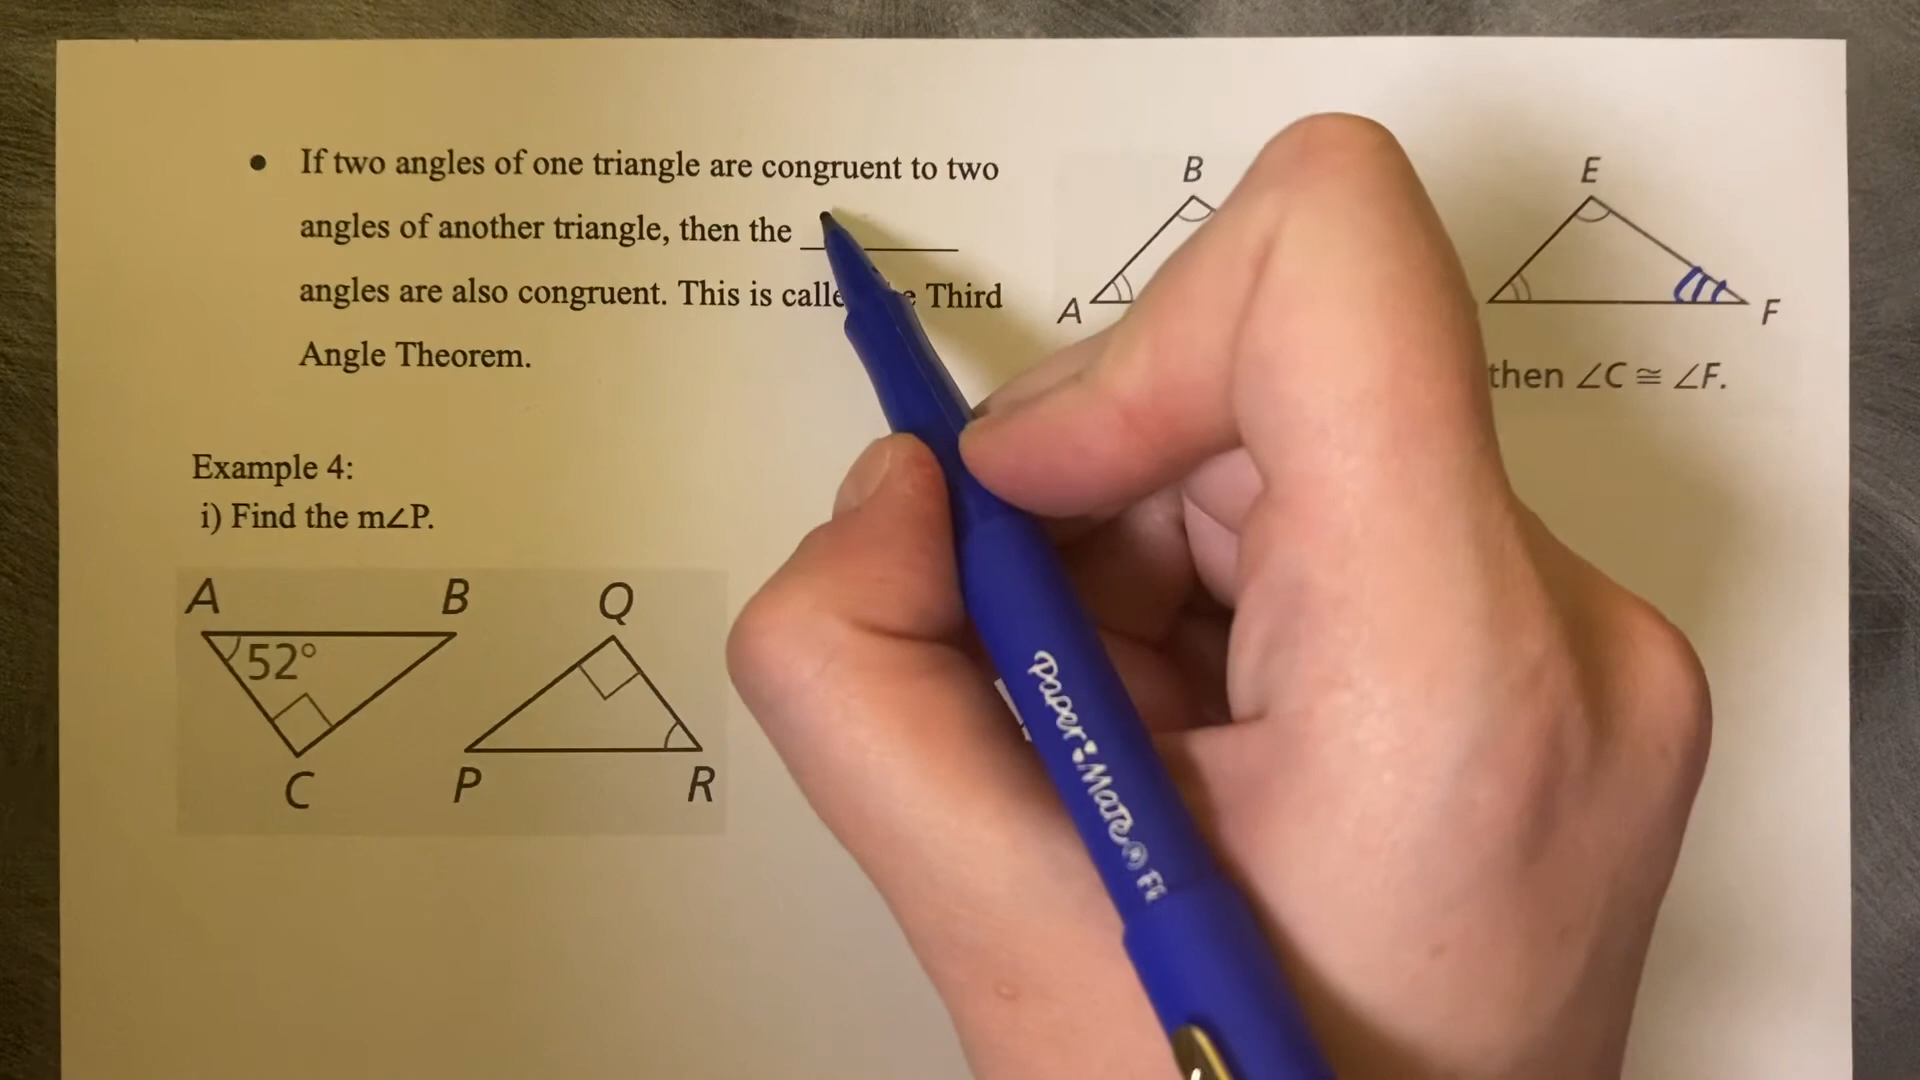 • If two angles of one triangle are congruent to two
angles of another triangle, then the
angles are also congruent. This is Third
Angle Theorem.
B
A
E
F
then ∠C ≅ ∠F.
Example 4:
i) Find the m∠P.
A
B
52°
C
Q
P
R
Paper Mate